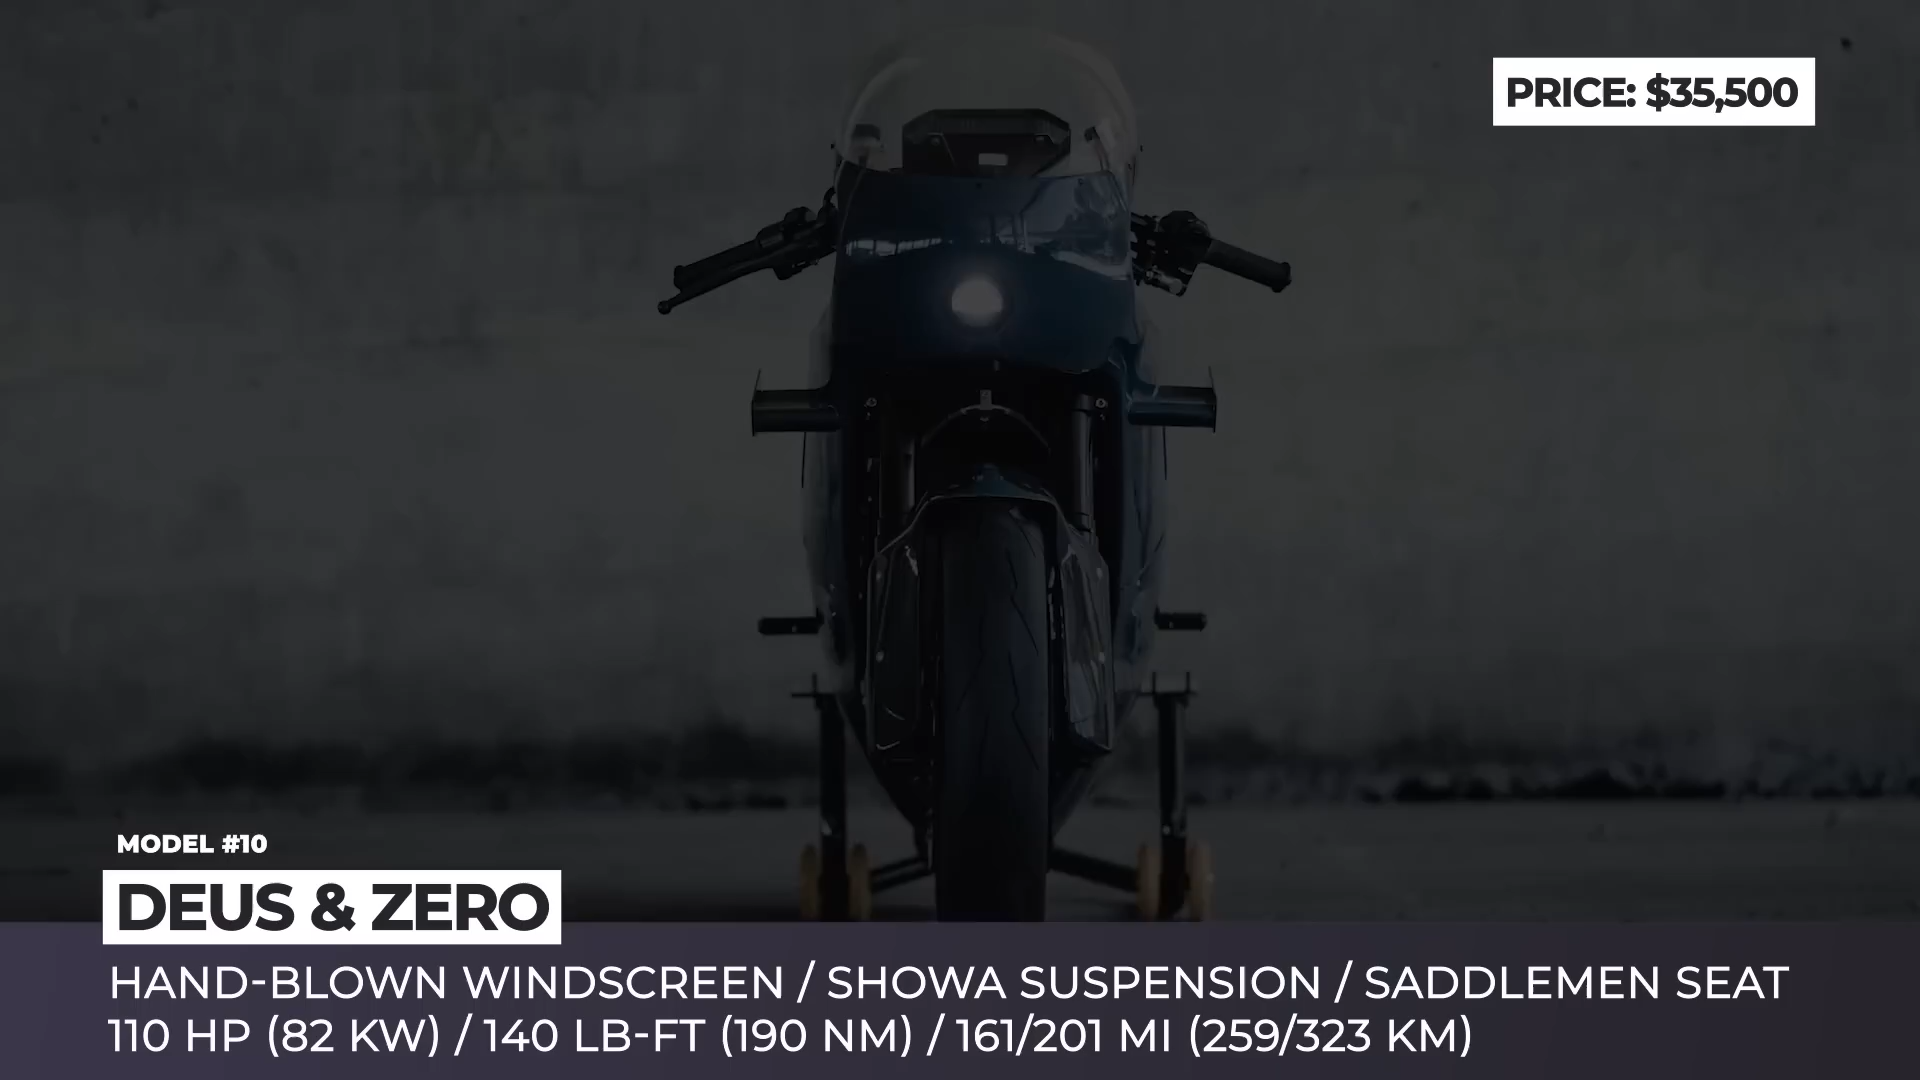 PRICE: $35,500
MODEL #10
DEUS & ZERO
HAND-BLOWN WINDSCREEN / SHOWA SUSPENSION / SADDLEMEN SEAT
110 HP (82 KW) / 140 LB-FT (190 NM) / 161/201 MI (259/323 KM)